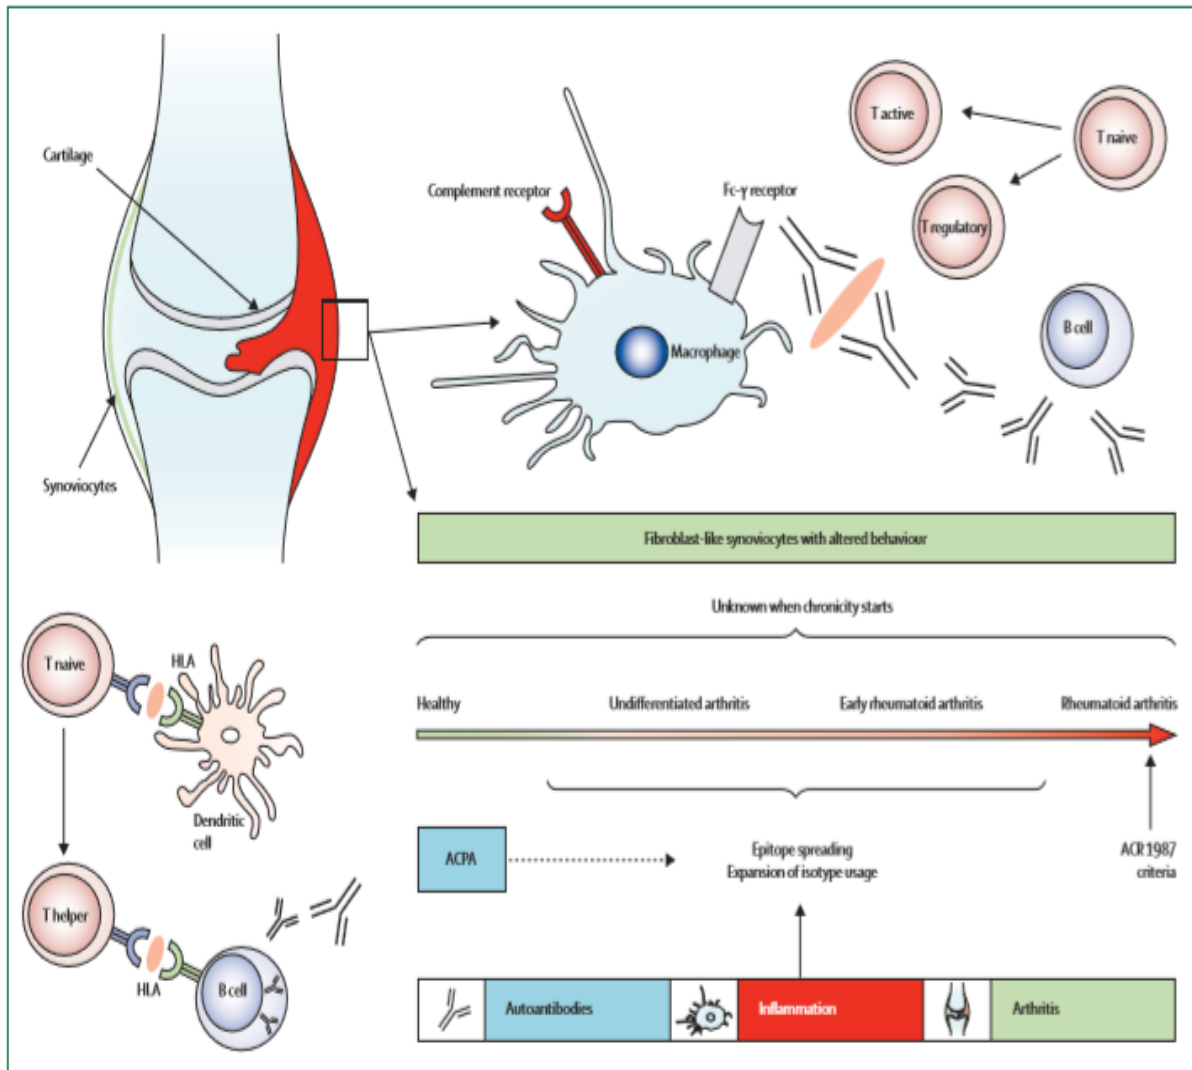 Cartilage
Synoviocytes
Complement receptor
Fc-γ receptor
Macrophage
T active
T naive
T regulatory
B cell
Fibroblast-like synoviocytes with altered behaviour
T naive
HLA
Dendritic
cell
T helper
HLA
B cell
Unknown when chronicity starts
Healthy
Undifferentiated arthritis
Early rheumatoid arthritis
Rheumatoid arthritis
ACPA
Epitope spreading
Expansion of isotype usage
ACR 1987
criteria
Autoantibodies
Inflammation
Arthritis